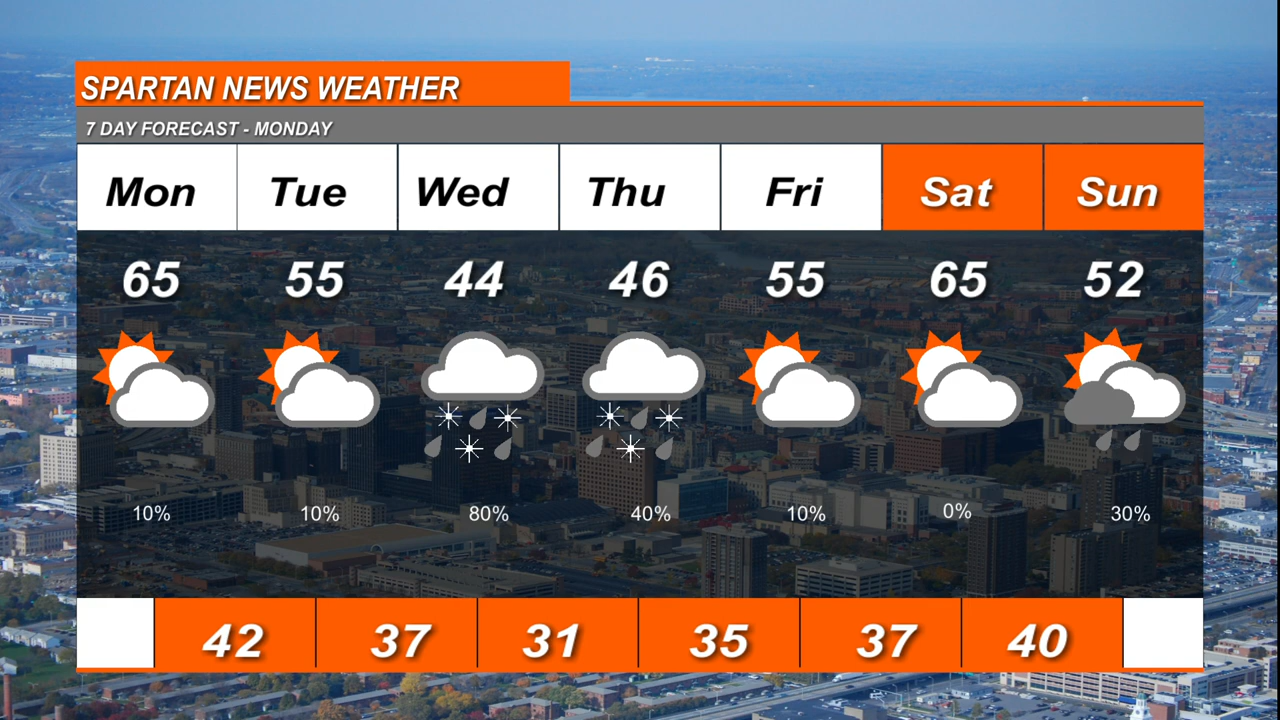 SPARTAN NEWS WEATHER
7 DAY FORECAST - MONDAY
Mon Tue Wed Thu Fri Sat Sun
65 55 44 46 55 65 52
10% 10% 80% 40% 10% 0% 30%
42 37 31 35 37 40